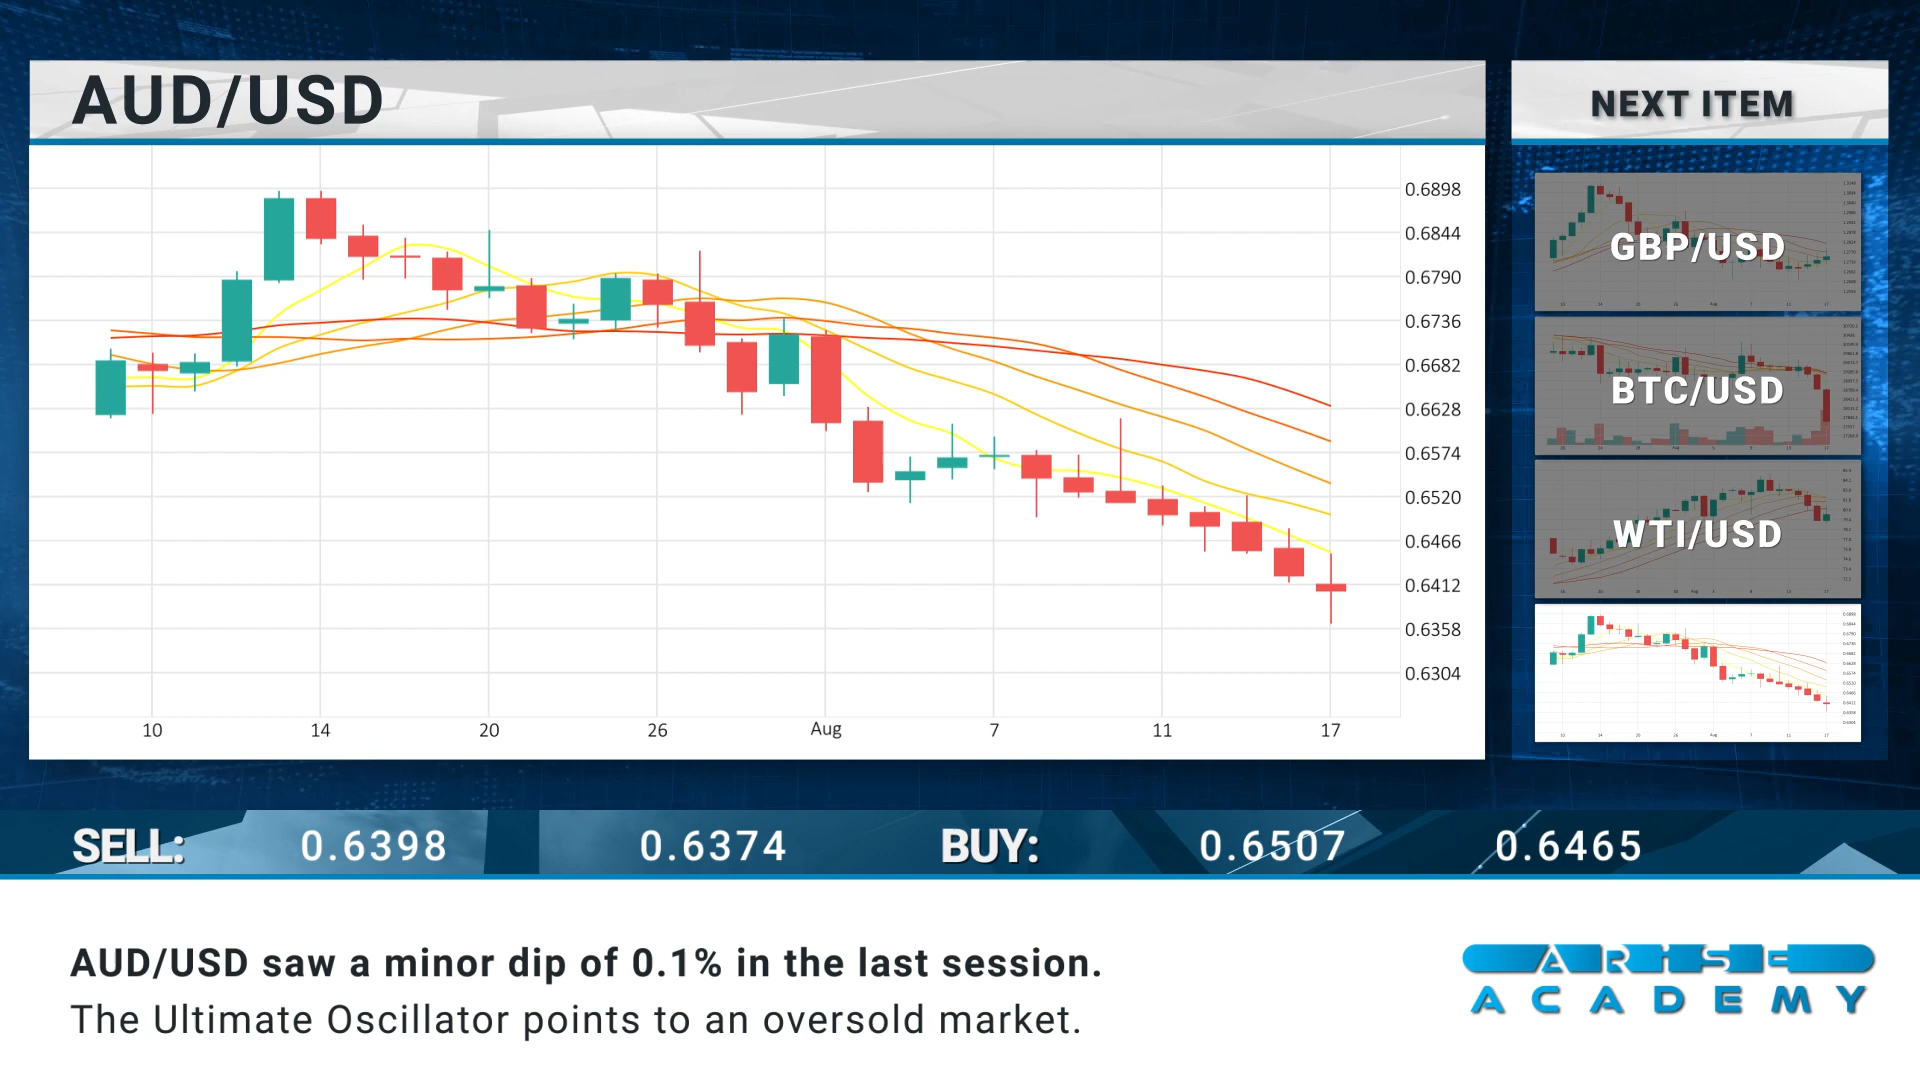 AUD/USD
NEXT ITEM
0.6898
0.6844
0.6790
0.6736
0.6682
0.6628
0.6574
0.6520
0.6466
0.6412
0.6358
0.6304
10 14 20 26 Aug 7 11 17
GBP/USD
BTC/USD
WTI/USD
SELL: 0.6398 0.6374 BUY: 0.6507 0.6465
AUD/USD saw a minor dip of 0.1% in the last session.
The Ultimate Oscillator points to an oversold market.
ARISE
ACADEMY